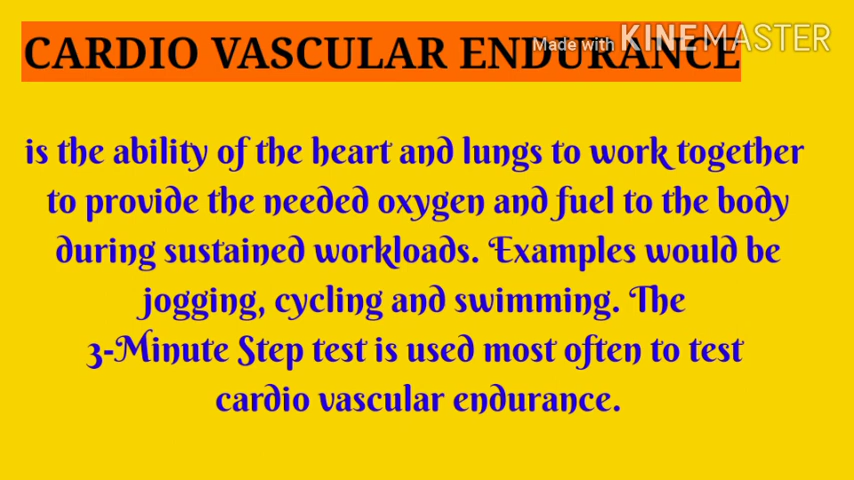 CARDIO VASCULAR ENDURANCE
Made with KINEMASTER
is the ability of the heart and lungs to work together
to provide the needed oxygen and fuel to the body
during sustained workloads. Examples would be
jogging, cycling and swimming. The
3-Minute Step test is used most often to test
cardio vascular endurance.